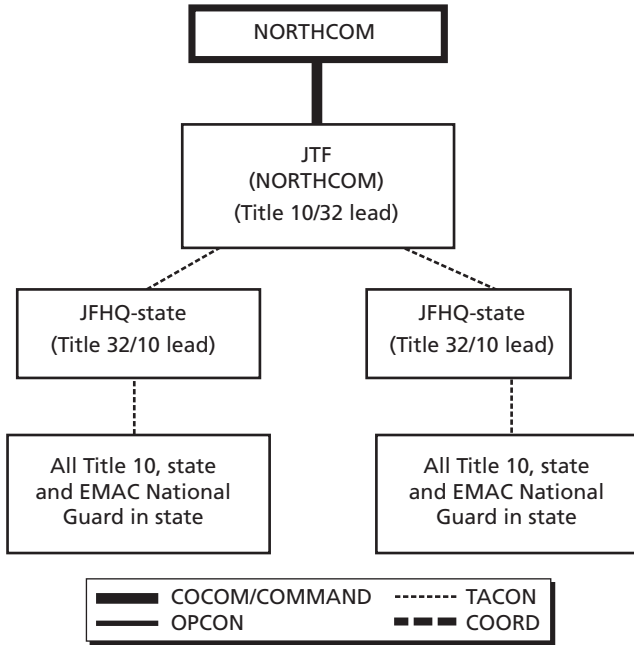 NORTHCOM
JTF
(NORTHCOM)
(Title 10/32 lead)
JFHQ-state
(Title 32/10 lead)
JFHQ-state
(Title 32/10 lead)
All Title 10, state
and EMAC National
Guard in state
All Title 10, state
and EMAC National
Guard in state
COCOM/COMMAND
TACON
OPCON
COORD